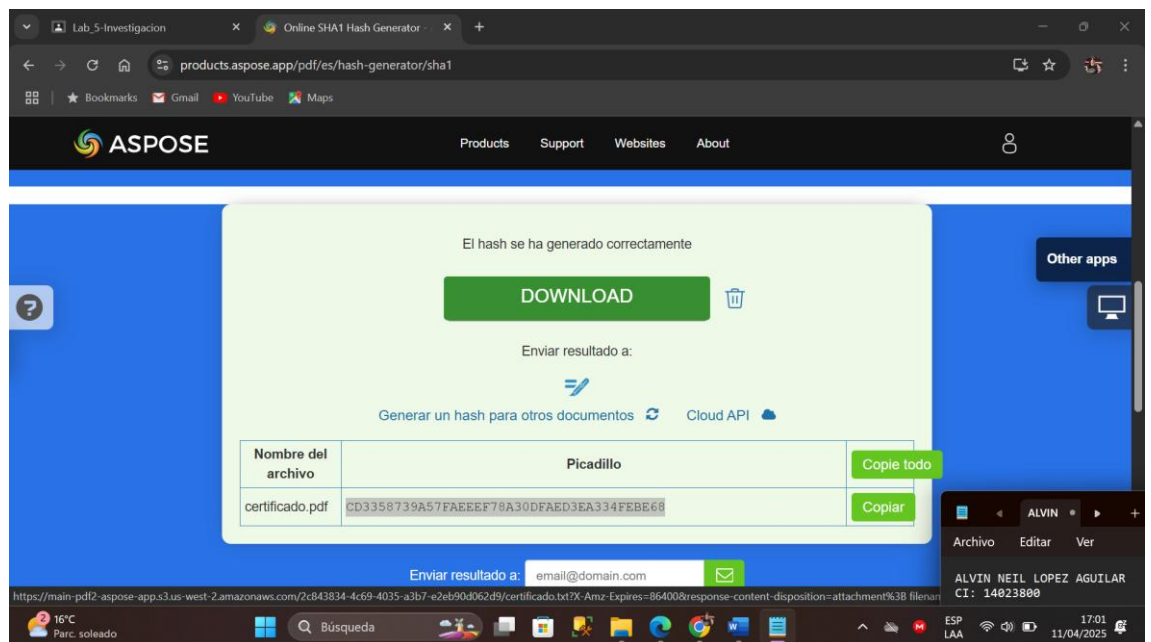 Lab_5-Investigacion
Online SHA1 Hash Generator -
products.aspose.app/pdf/es/hash-generator/sha1
Bookmarks Gmail YouTube Maps
ASPOSE Products Support Websites About
El hash se ha generado correctamente
DOWNLOAD
Other apps
Enviar resultado a:
Generar un hash para otros documentos Cloud API
Nombre del archivo Picadillo Copie todo
certificado.pdf CD3358739A57FAEEEF78A30DFAED3EA334FEBE68 Copiar
ALVIN
Archivo Editar Ver
Enviar resultado a: email@domain.com
ALVIN NEIL LOPEZ AGUILAR
CI: 14023800
https://main-pdf2-aspose-app.s3.us-west-2.amazonaws.com/2c843834-4c69-4035-a3b7-e2eb90d062d9/certificado.txt?X-Amz-Expires=86400&response-content-disposition=attachment%3B filenam
2 16°C
Parc. soleado
Búsqueda
ESP
LAA
17:01
11/04/2025